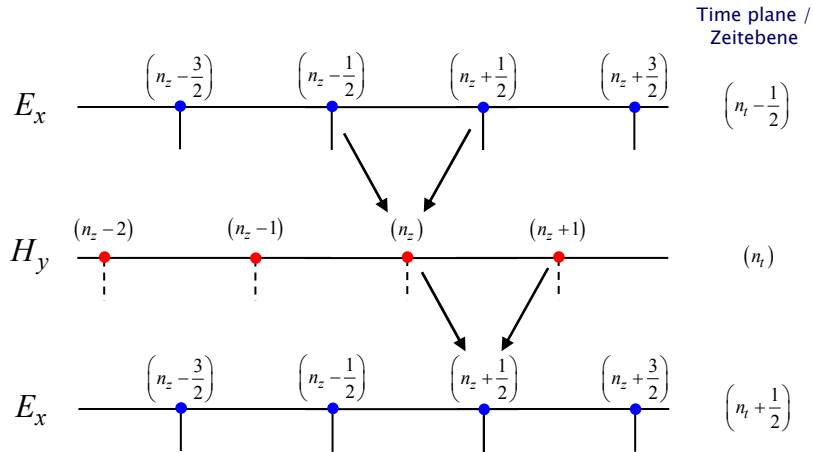 Time plane /
Zeitebene
(n_z − 3/2) (n_z − 1/2) (n_z + 1/2) (n_z + 3/2)
E_x (n_t − 1/2)
(n_z − 2) (n_z − 1) (n_z) (n_z + 1)
H_y (n_t)
(n_z − 3/2) (n_z − 1/2) (n_z + 1/2) (n_z + 3/2)
E_x (n_t + 1/2)